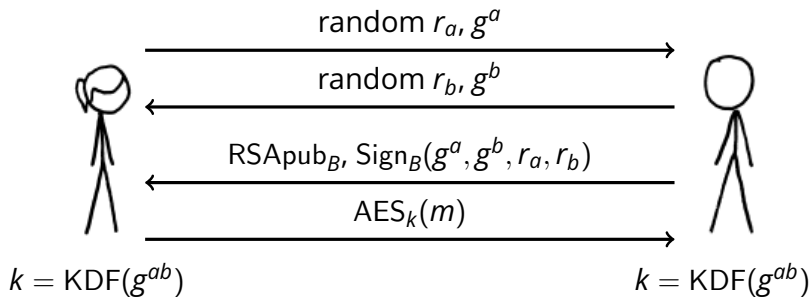 random r_a, g^a
random r_b, g^b
RSApub_B, Sign_B(g^a, g^b, r_a, r_b)
AES_k(m)
k = KDF(g^{ab})
k = KDF(g^{ab})